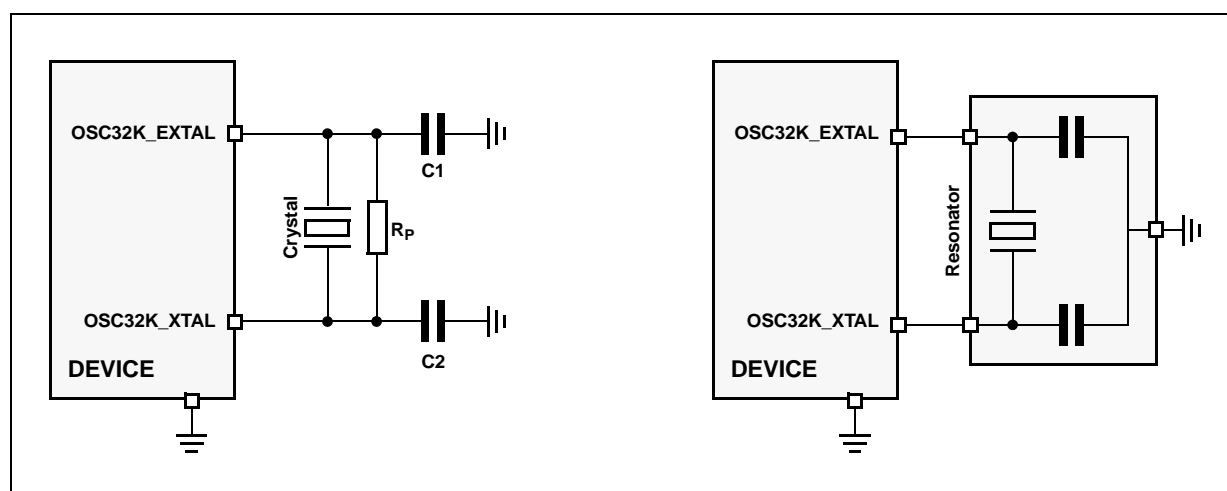 OSC32K_EXTAL
C1
Crystal
RP
OSC32K_XTAL
C2
DEVICE
OSC32K_EXTAL
Resonator
OSC32K_XTAL
DEVICE